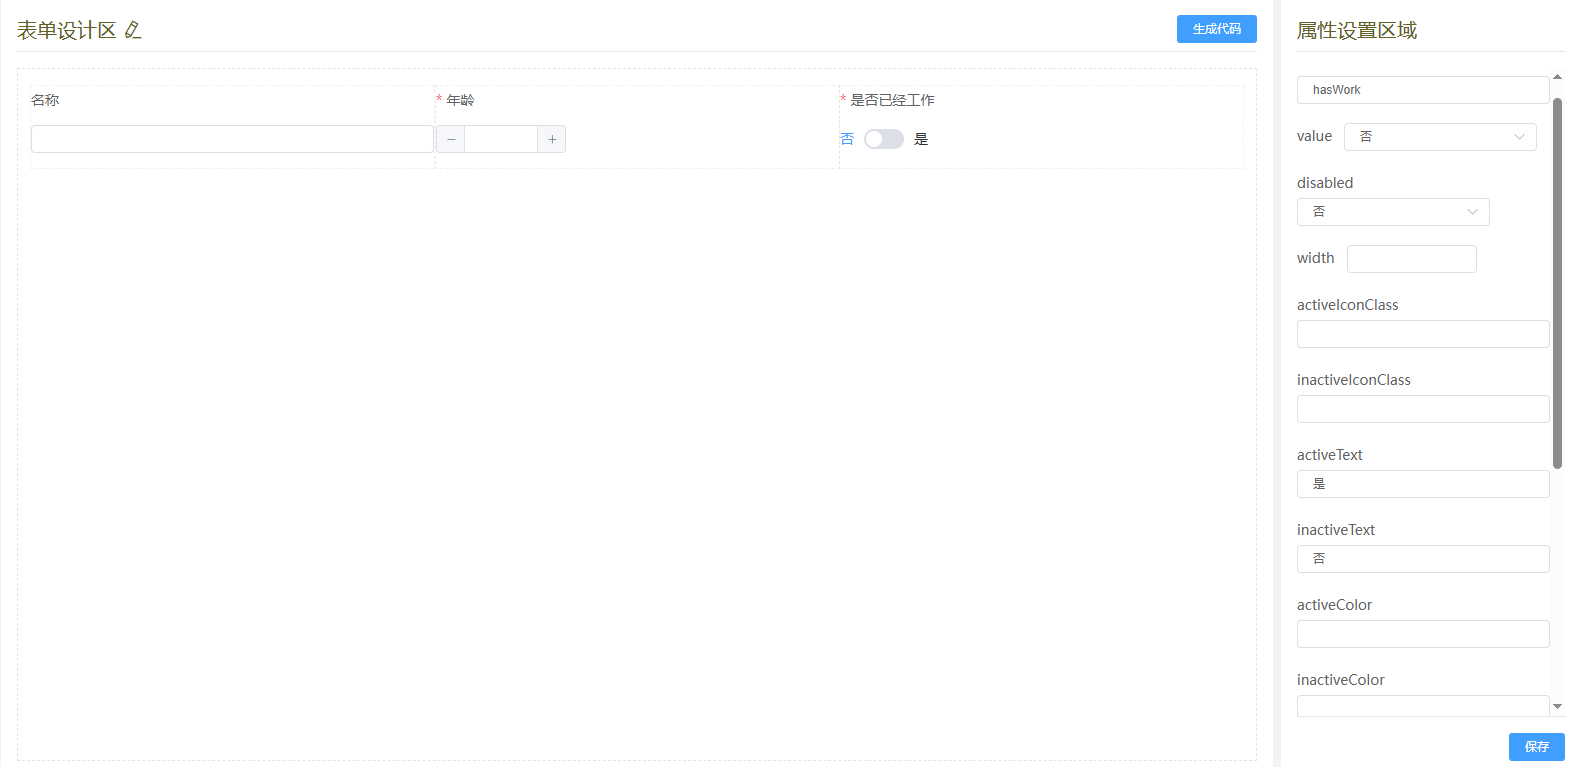 表单设计区
生成代码
名称
* 年龄
* 是否已经工作
否 是
属性设置区域
hasWork
value 否
disabled
否
width
activeIconClass
inactiveIconClass
activeText
是
inactiveText
否
activeColor
inactiveColor
保存